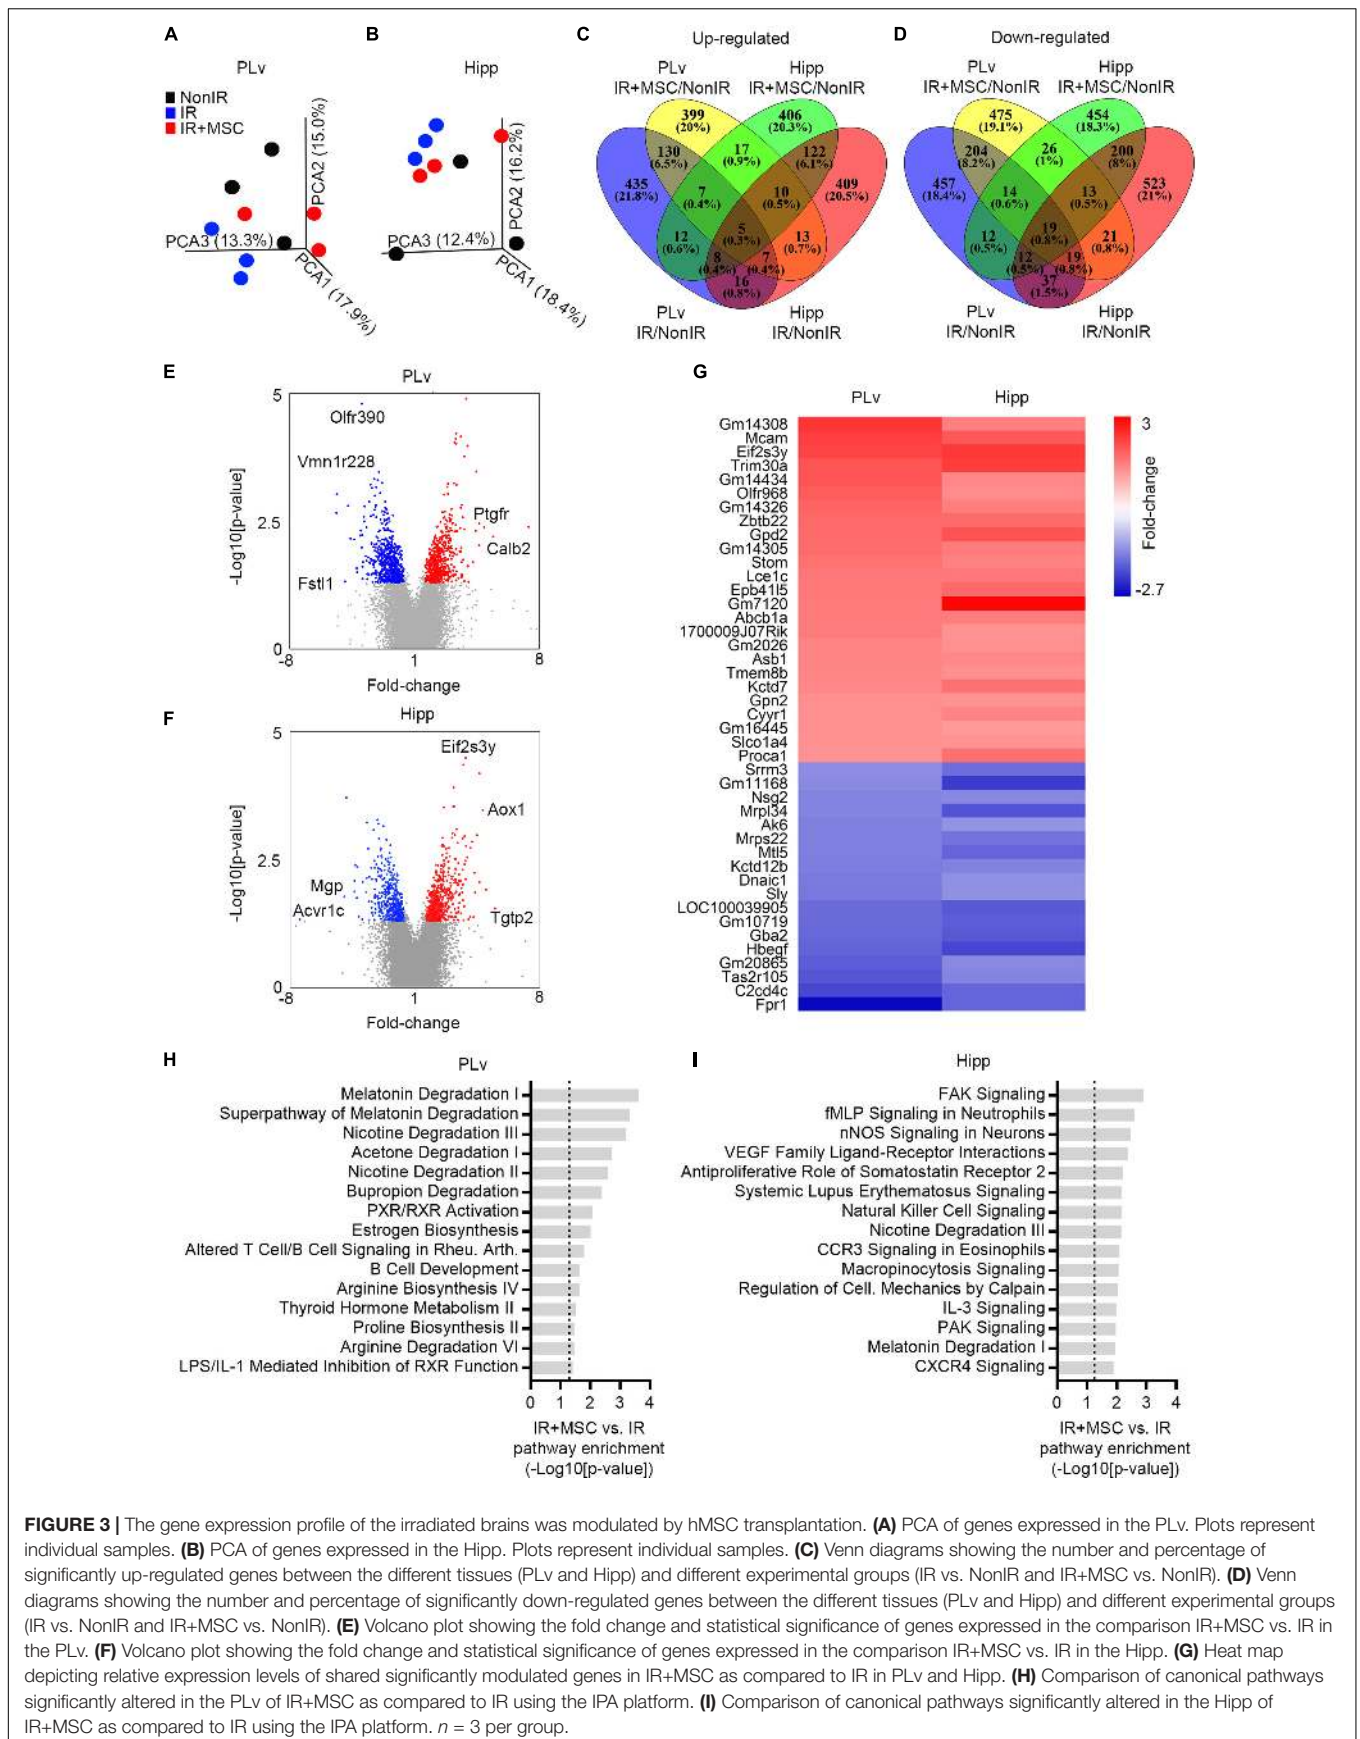 A
PLv
NonIR
IR
IR+MSC
PCA2 (15.0%)
PCA3 (13.3%)
PCA1 (17.9%)
B
Hipp
PCA2 (16.2%)
PCA3 (12.4%)
PCA1 (18.4%)
C
Up-regulated
PLv
IR+MSC/NonIR
Hipp
IR+MSC/NonIR
399
(20%)
406
(20.3%)
130
(6.5%)
17
(0.9%)
122
(6.1%)
435
(21.8%)
7
(0.4%)
10
(0.5%)
409
(20.5%)
5
(0.3%)
12
(0.6%)
13
(0.7%)
8
(0.4%)
7
(0.4%)
16
(0.8%)
PLv
IR/NonIR
Hipp
IR/NonIR
D
Down-regulated
PLv
IR+MSC/NonIR
Hipp
IR+MSC/NonIR
475
(19.1%)
454
(18.3%)
204
(8.2%)
26
(1%)
200
(8%)
457
(18.4%)
14
(0.6%)
13
(0.5%)
523
(21%)
19
(0.8%)
12
(0.5%)
21
(0.8%)
12
(0.5%)
19
(0.8%)
37
(1.5%)
PLv
IR/NonIR
Hipp
IR/NonIR
E
PLv
5
2.5
0
-Log10[p-value]
Olfr390
Vmn1r228
Ptgfr
Calb2
Fstl1
-8
1
8
Fold-change
F
Hipp
5
2.5
0
-Log10[p-value]
Eif2s3y
Aox1
Mgp
Acvr1c
Tgtp2
-8
1
8
Fold-change
G
PLv
Hipp
Gm14308
Mcam
Eif2s3y
Trim30a
Gm14434
Olfr968
Gm14326
Zbtb22
Gpd2
Gm14305
Stom
Lce1c
Epb41l5
Gm7120
Abcb1a
1700009J07Rik
Gm2026
Asb1
Tmem8b
Kctd7
Gpn2
Cyyr1
Gm16445
Slco1a4
Proca1
Srrm3
Gm11168
Nsg2
Mrpl34
Ak6
Mrps22
Mtl5
Kctd12b
Dnaic1
Sly
LOC100039905
Gm10719
Gba2
Hbegf
Gm20865
Tas2r105
C2cd4c
Fpr1
3
Fold-change
-2.7
H
PLv
Melatonin Degradation I
Superpathway of Melatonin Degradation
Nicotine Degradation III
Acetone Degradation I
Nicotine Degradation II
Bupropion Degradation
PXR/RXR Activation
Estrogen Biosynthesis
Altered T Cell/B Cell Signaling in Rheu. Arth.
B Cell Development
Arginine Biosynthesis IV
Thyroid Hormone Metabolism II
Proline Biosynthesis II
Arginine Degradation VI
LPS/IL-1 Mediated Inhibition of RXR Function
0 1 2 3 4
IR+MSC vs. IR
pathway enrichment
(-Log10[p-value])
I
Hipp
FAK Signaling
fMLP Signaling in Neutrophils
nNOS Signaling in Neurons
VEGF Family Ligand-Receptor Interactions
Antiproliferative Role of Somatostatin Receptor 2
Systemic Lupus Erythematosus Signaling
Natural Killer Cell Signaling
Nicotine Degradation III
CCR3 Signaling in Eosinophils
Macropinocytosis Signaling
Regulation of Cell. Mechanics by Calpain
IL-3 Signaling
PAK Signaling
Melatonin Degradation I
CXCR4 Signaling
0 1 2 3 4
IR+MSC vs. IR
pathway enrichment
(-Log10[p-value])
FIGURE 3 | The gene expression profile of the irradiated brains was modulated by hMSC transplantation. (A) PCA of genes expressed in the PLv. Plots represent
individual samples. (B) PCA of genes expressed in the Hipp. Plots represent individual samples. (C) Venn diagrams showing the number and percentage of
significantly up-regulated genes between the different tissues (PLv and Hipp) and different experimental groups (IR vs. NonIR and IR+MSC vs. NonIR). (D) Venn
diagrams showing the number and percentage of significantly down-regulated genes between the different tissues (PLv and Hipp) and different experimental groups
(IR vs. NonIR and IR+MSC vs. NonIR). (E) Volcano plot showing the fold change and statistical significance of genes expressed in the comparison IR+MSC vs. IR in
the PLv. (F) Volcano plot showing the fold change and statistical significance of genes expressed in the comparison IR+MSC vs. IR in the Hipp. (G) Heat map
depicting relative expression levels of shared significantly modulated genes in IR+MSC as compared to IR in PLv and Hipp. (H) Comparison of canonical pathways
significantly altered in the PLv of IR+MSC as compared to IR using the IPA platform. (I) Comparison of canonical pathways significantly altered in the Hipp of
IR+MSC as compared to IR using the IPA platform. n = 3 per group.